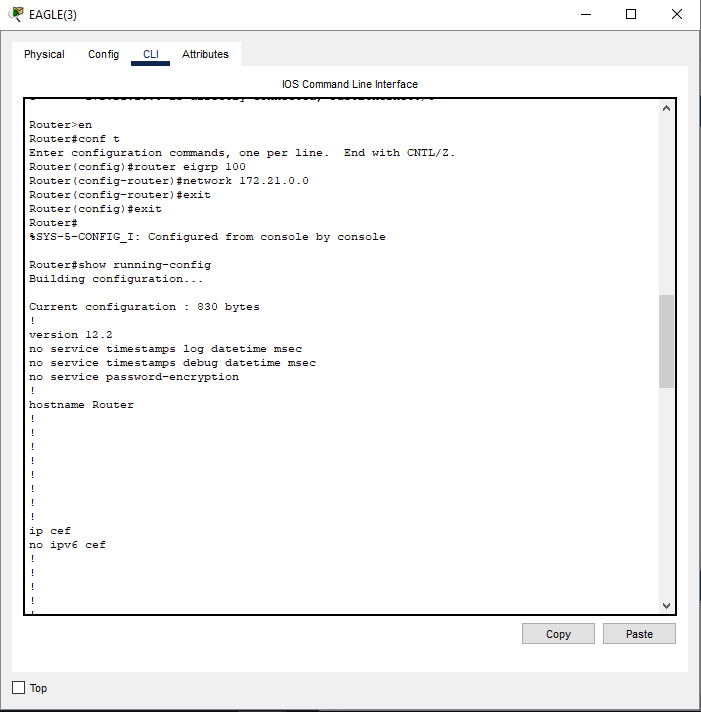 EAGLE(3)
Physical Config CLI Attributes
IOS Command Line Interface
Router>en
Router#conf t
Enter configuration commands, one per line.  End with CNTL/Z.
Router(config)#router eigrp 100
Router(config-router)#network 172.21.0.0
Router(config-router)#exit
Router(config)#exit
Router#
%SYS-5-CONFIG_I: Configured from console by console
Router#show running-config
Building configuration...
Current configuration : 830 bytes
!
version 12.2
no service timestamps log datetime msec
no service timestamps debug datetime msec
no service password-encryption
!
hostname Router
!
!
!
!
!
!
!
!
ip cef
no ipv6 cef
!
!
!
!
!
Copy Paste
Top